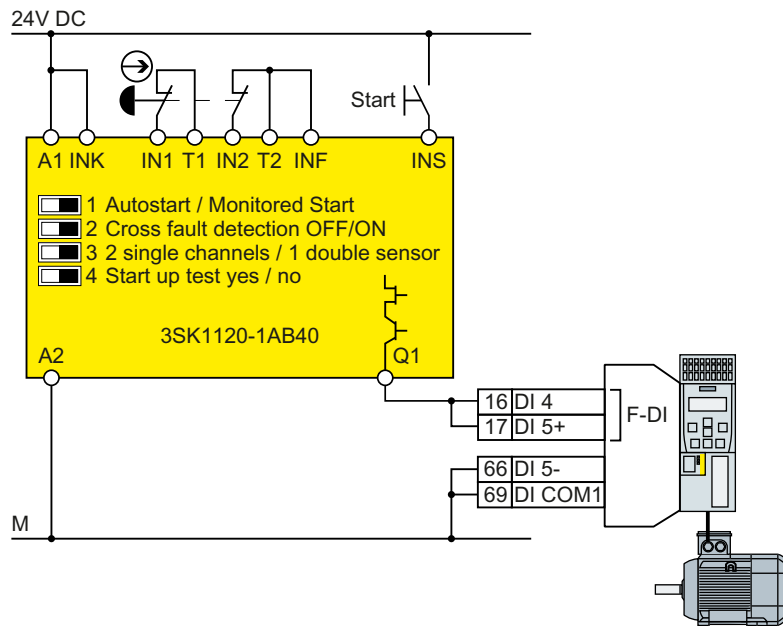 24V DC
Start
A1 INK IN1 T1 IN2 T2 INF INS
1 Autostart / Monitored Start
2 Cross fault detection OFF/ON
3 2 single channels / 1 double sensor
4 Start up test yes / no
3SK1120-1AB40
A2 Q1
16 DI 4
17 DI 5+
F-DI
66 DI 5-
69 DI COM1
M